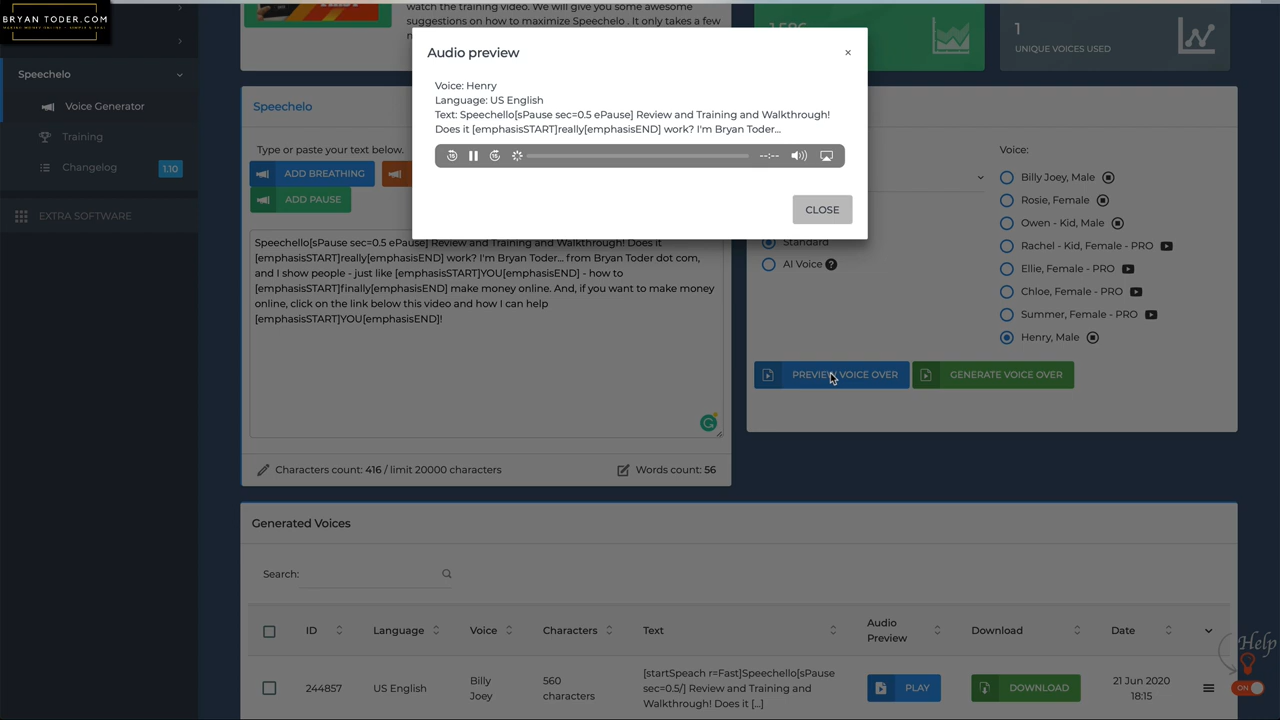 BRYAN TODER.COM
watch the training video. We will give you some awesome
suggestions on how to maximize Speechelo . It only takes a few
1
UNIQUE VOICES USED
Audio preview
×
Voice: Henry
Language: US English
Text: Speechello[sPause sec=0.5 ePause] Review and Training and Walkthrough!
Does it [emphasisSTART]really[emphasisEND] work? I'm Bryan Toder...
--:--
CLOSE
Speechelo
Voice Generator
Training
Changelog
1.10
EXTRA SOFTWARE
Speechelo
Type or paste your text below.
ADD BREATHING
ADD PAUSE
Speechello[sPause sec=0.5 ePause] Review and Training and Walkthrough! Does it
[emphasisSTART]really[emphasisEND] work? I'm Bryan Toder... from Bryan Toder dot com,
and I show people - just like [emphasisSTART]YOU[emphasisEND] - how to
[emphasisSTART]finally[emphasisEND] make money online. And, if you want to make money
online, click on the link below this video and how I can help
[emphasisSTART]YOU[emphasisEND]!
Characters count: 416 / limit 20000 characters
Words count: 56
Standard
AI Voice ?
Voice:
Billy Joey, Male
Rosie, Female
Owen - Kid, Male
Rachel - Kid, Female - PRO
Ellie, Female - PRO
Chloe, Female - PRO
Summer, Female - PRO
Henry, Male
PREVIEW VOICE OVER
GENERATE VOICE OVER
Generated Voices
Search:
ID
Language
Voice
Characters
Text
Audio
Preview
Download
Date
244857
US English
Billy
Joey
560
characters
[startSpeach r=Fast]Speechello[sPause
sec=0.5/] Review and Training and
Walkthrough! Does it [...]
PLAY
DOWNLOAD
21 Jun 2020
18:15
Help
ON